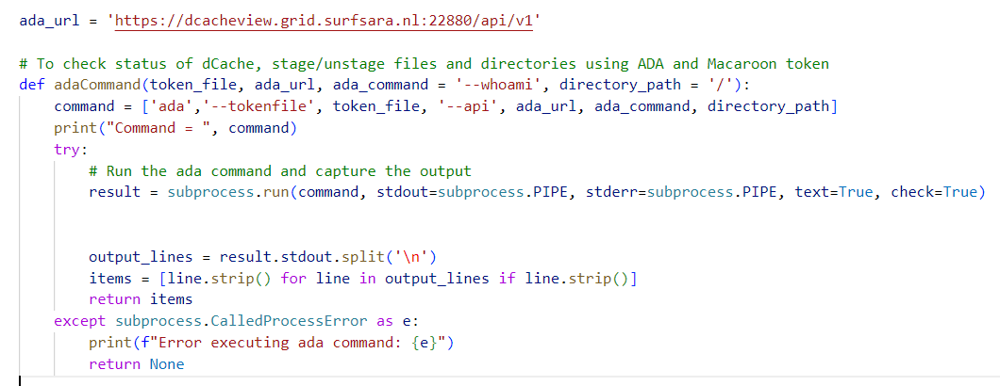 ada_url = 'https://dcacheview.grid.surfsara.nl:22880/api/v1'
# To check status of dCache, stage/unstage files and directories using ADA and Macaroon token
def adaCommand(token_file, ada_url, ada_command = '--whoami', directory_path = '/'):
    command = ['ada','--tokenfile', token_file, '--api', ada_url, ada_command, directory_path]
    print("Command = ", command)
    try:
        # Run the ada command and capture the output
        result = subprocess.run(command, stdout=subprocess.PIPE, stderr=subprocess.PIPE, text=True, check=True)
        output_lines = result.stdout.split('\n')
        items = [line.strip() for line in output_lines if line.strip()]
        return items
    except subprocess.CalledProcessError as e:
        print(f"Error executing ada command: {e}")
        return None